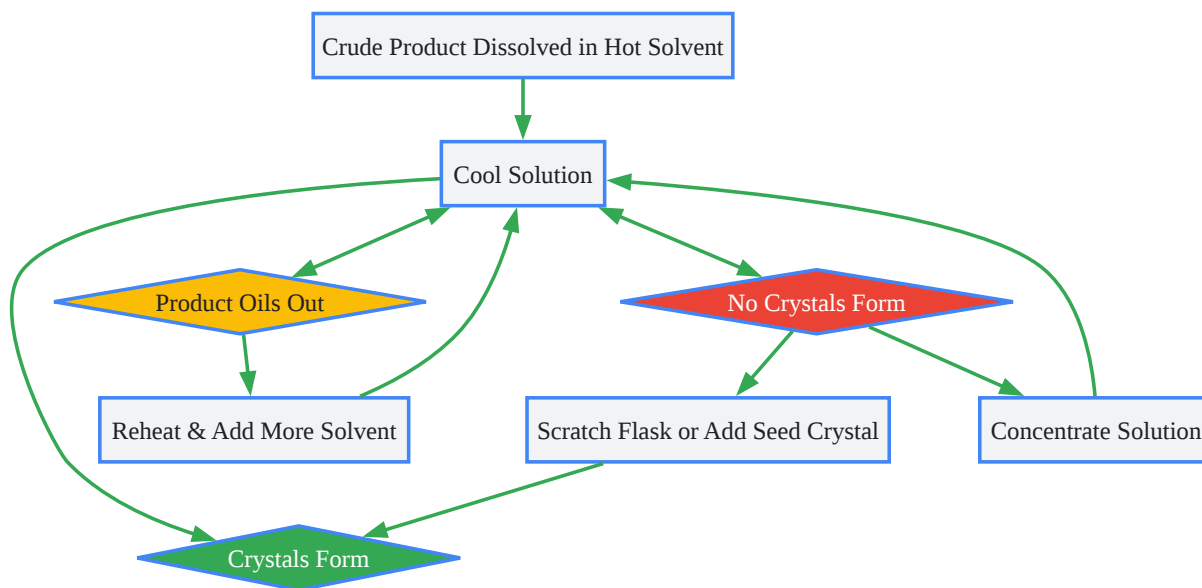 Crude Product Dissolved in Hot Solvent
Cool Solution
Product Oils Out
No Crystals Form
Reheat & Add More Solvent
Scratch Flask or Add Seed Crystal
Concentrate Solution
Crystals Form